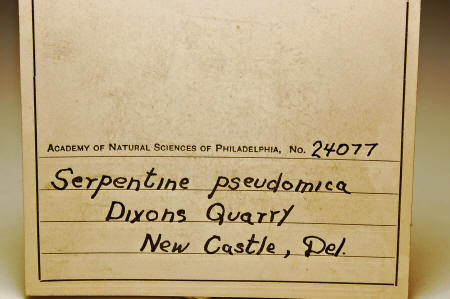 Academy of Natural Sciences of Philadelphia, No. 24077
Serpentine pseudomica
Dixons Quarry
New Castle, Del.